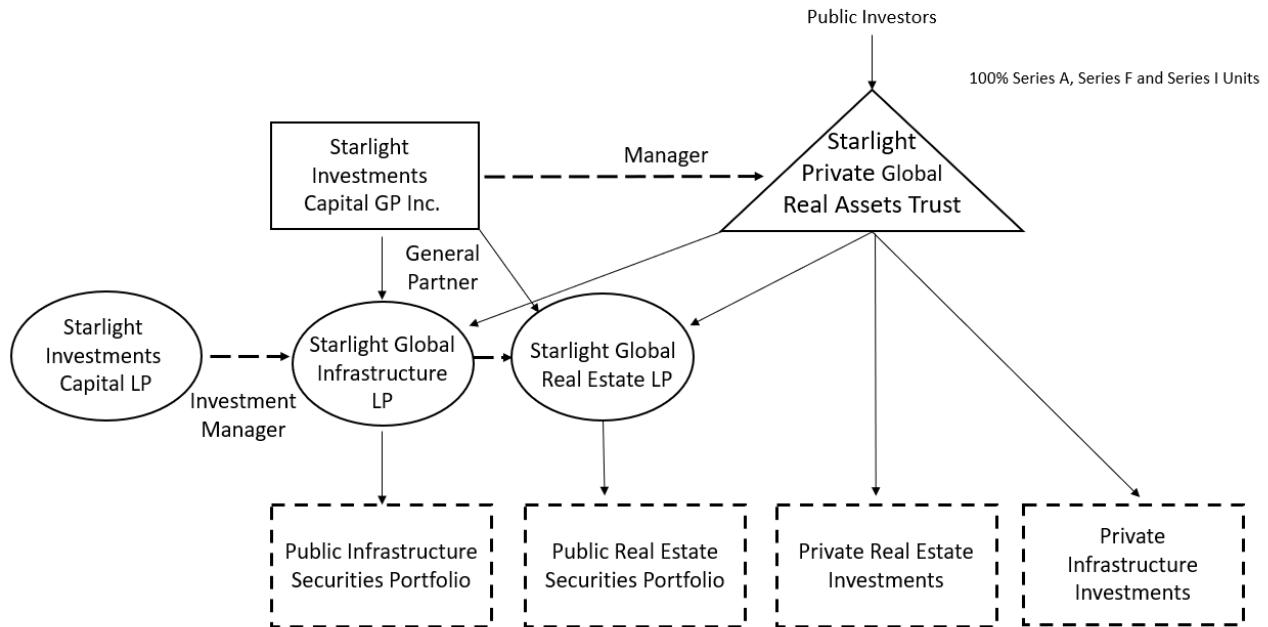 Public Investors
100% Series A, Series F and Series I Units
Starlight
Investments
Capital GP Inc.
Manager
Starlight
Private Global
Real Assets Trust
General
Partner
Starlight
Investments
Capital LP
Investment
Manager
Starlight Global
Infrastructure
LP
Starlight Global
Real Estate LP
Public Infrastructure
Securities Portfolio
Public Real Estate
Securities Portfolio
Private Real Estate
Investments
Private
Infrastructure
Investments